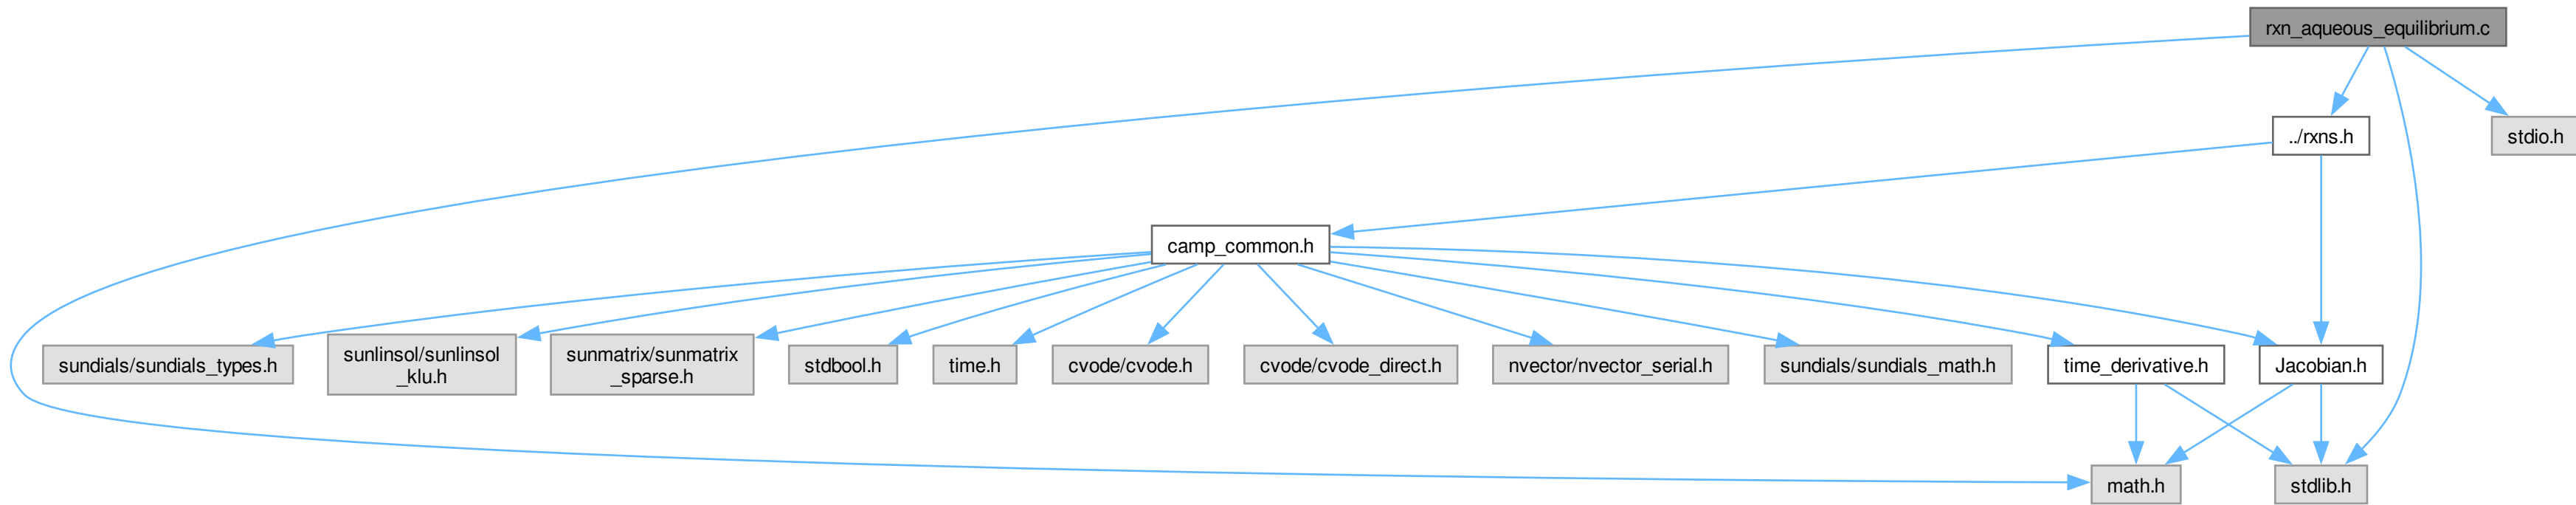 rxn_aqueous_equilibrium.c
../rxns.h
stdio.h
camp_common.h
sundials/sundials_types.h
sunlinsol/sunlinsol
_klu.h
sunmatrix/sunmatrix
_sparse.h
stdbool.h
time.h
cvode/cvode.h
cvode/cvode_direct.h
nvector/nvector_serial.h
sundials/sundials_math.h
time_derivative.h
Jacobian.h
math.h
stdlib.h